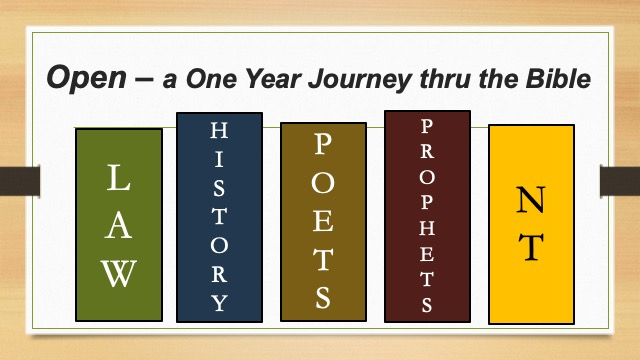 Open – a One Year Journey thru the Bible
LAW
HISTORY
POETS
PROPHETS
NT